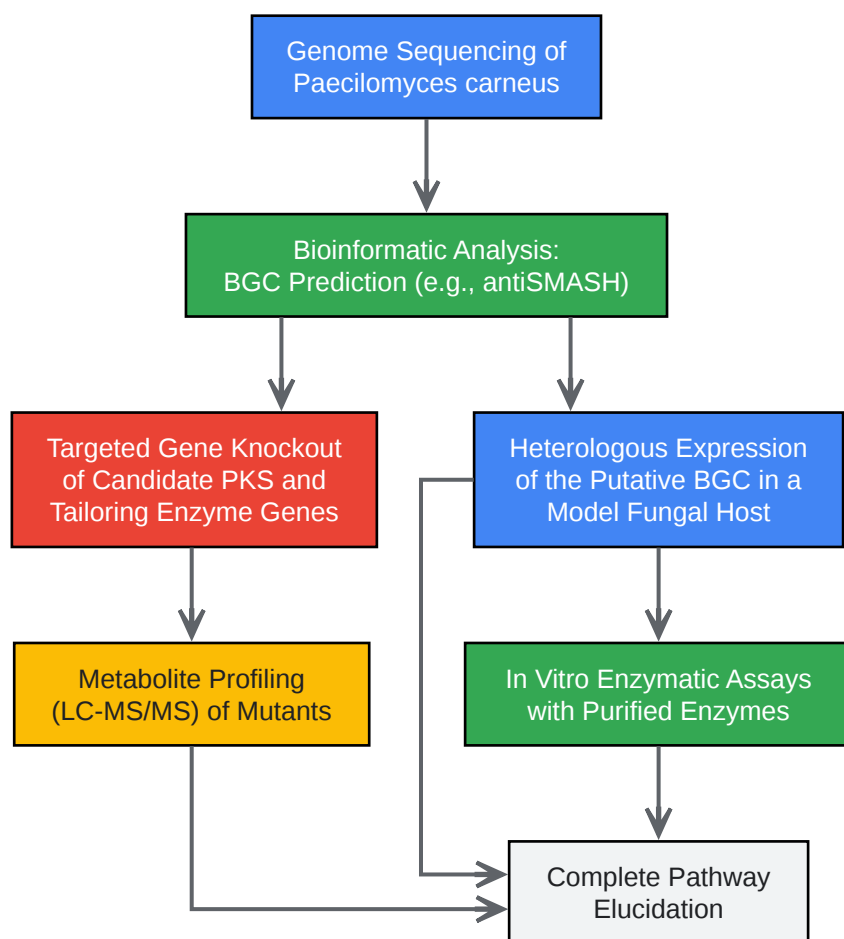 Genome Sequencing of
Paecilomyces carneus
Bioinformatic Analysis:
BGC Prediction (e.g., antiSMASH)
Targeted Gene Knockout
of Candidate PKS and
Tailoring Enzyme Genes
Heterologous Expression
of the Putative BGC in a
Model Fungal Host
Metabolite Profiling
(LC-MS/MS) of Mutants
In Vitro Enzymatic Assays
with Purified Enzymes
Complete Pathway
Elucidation